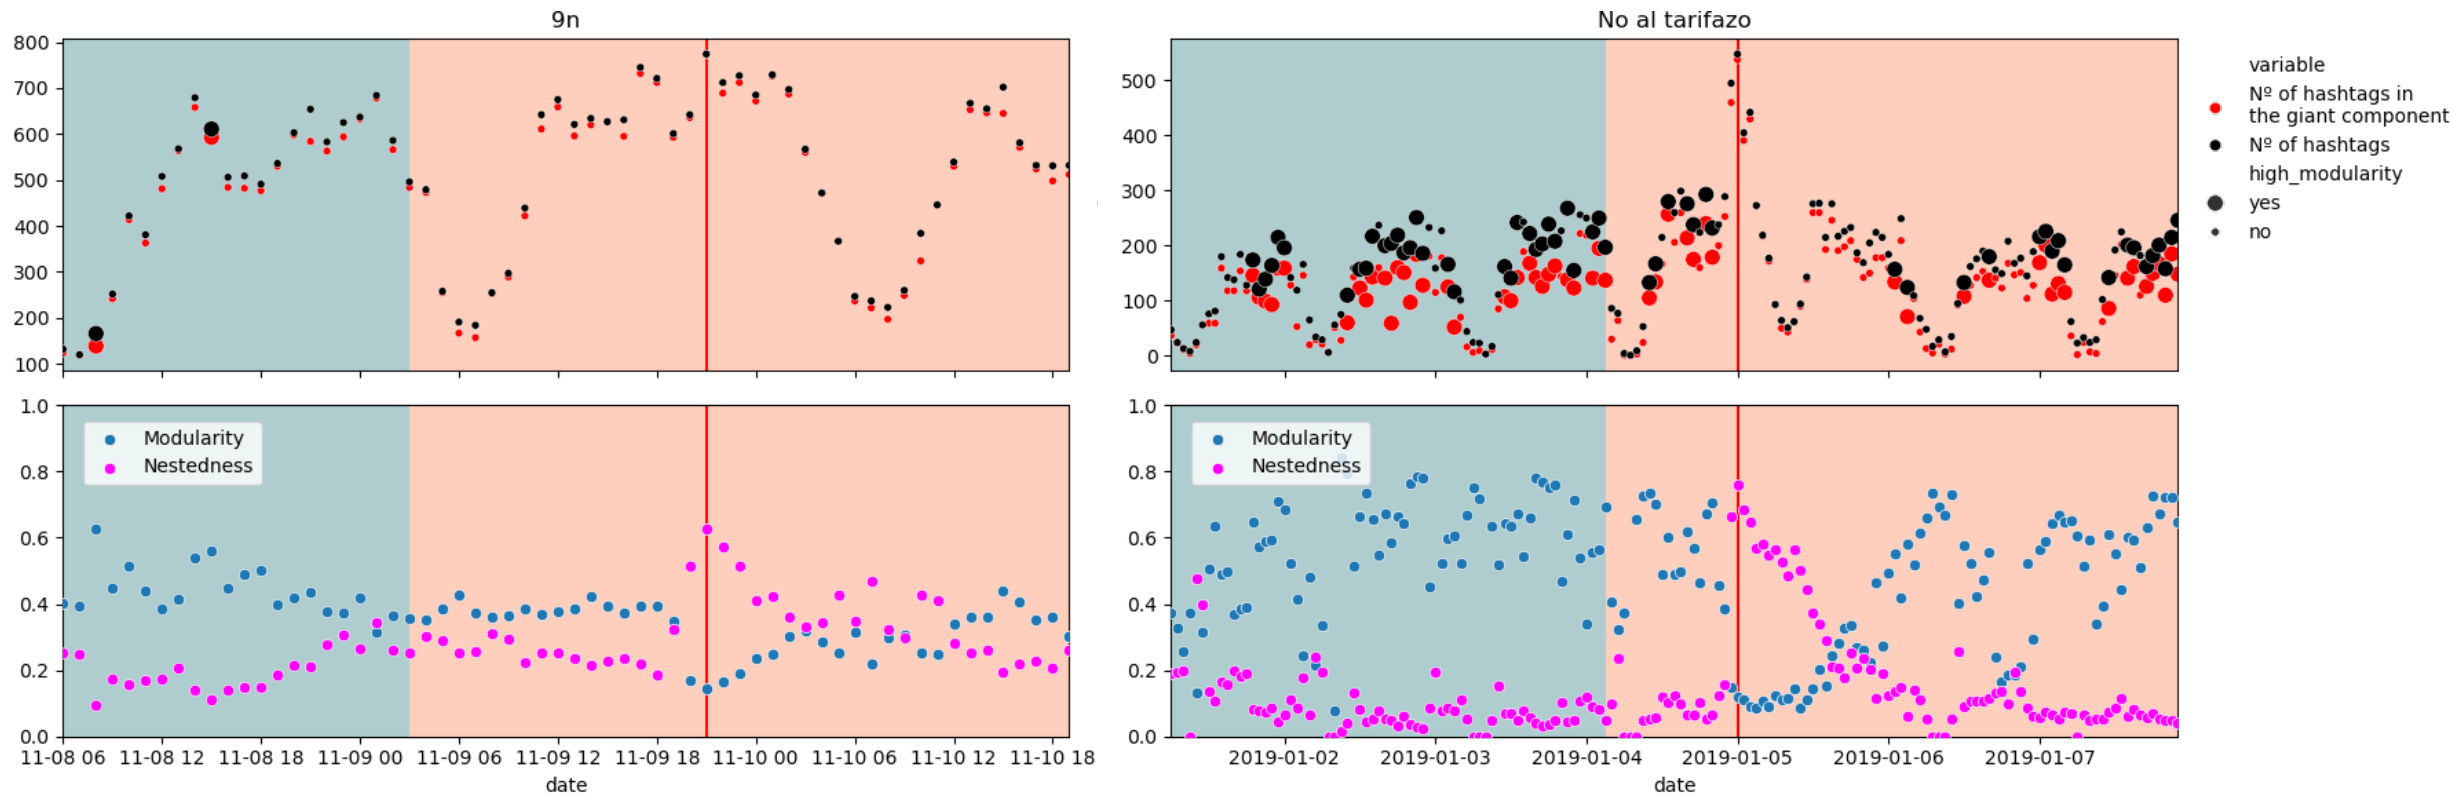 9n
800
700
600
500
400
300
200
100
No al tarifazo
500
400
300
200
100
0
variable
Nº of hashtags in
the giant component
Nº of hashtags
high_modularity
yes
no
1.0
0.8
0.6
0.4
0.2
0.0
Modularity
Nestedness
11-08 06 11-08 12 11-08 18 11-09 00 11-09 06 11-09 12 11-09 18 11-10 00 11-10 06 11-10 12 11-10 18
date
1.0
0.8
0.6
0.4
0.2
0.0
Modularity
Nestedness
2019-01-02 2019-01-03 2019-01-04 2019-01-05 2019-01-06 2019-01-07
date